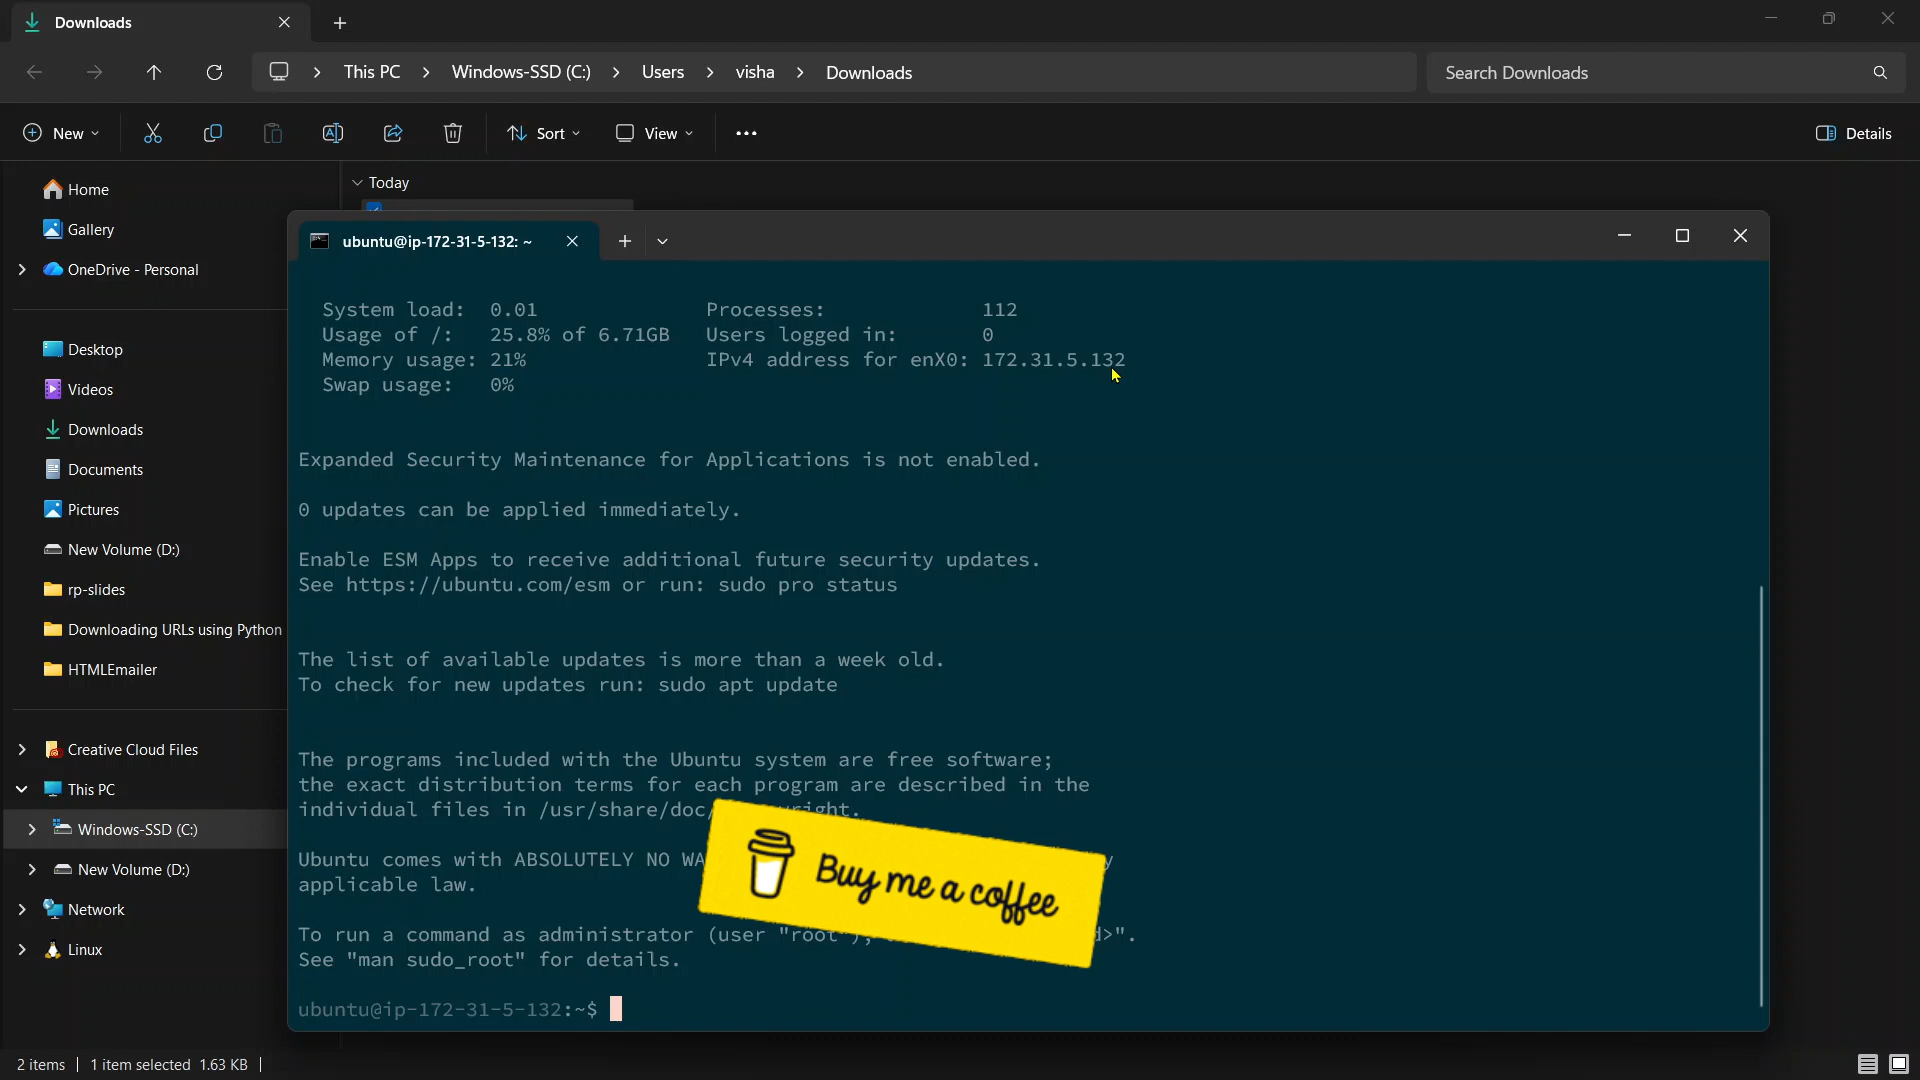 Downloads
This PC > Windows-SSD (C:) > Users > visha > Downloads
Search Downloads
New
Sort
View
Details
Home
Gallery
OneDrive - Personal
Desktop
Videos
Downloads
Documents
Pictures
New Volume (D:)
rp-slides
Downloading URLs using Python
HTMLEmailer
Creative Cloud Files
This PC
Windows-SSD (C:)
New Volume (D:)
Network
Linux
Today
ubuntu@ip-172-31-5-132: ~
System load: 0.01 Processes: 112
Usage of /: 25.8% of 6.71GB Users logged in: 0
Memory usage: 21% IPv4 address for enX0: 172.31.5.132
Swap usage: 0%
Expanded Security Maintenance for Applications is not enabled.
0 updates can be applied immediately.
Enable ESM Apps to receive additional future security updates.
See https://ubuntu.com/esm or run: sudo pro status
The list of available updates is more than a week old.
To check for new updates run: sudo apt update
The programs included with the Ubuntu system are free software;
the exact distribution terms for each program are described in the
individual files in /usr/share/doc/
Ubuntu comes with ABSOLUTELY NO
applicable law.
To run a command as administrator (user "root"),
See "man sudo_root" for details.
ubuntu@ip-172-31-5-132:~$
Buy me a coffee
2 items | 1 item selected 1.63 KB |